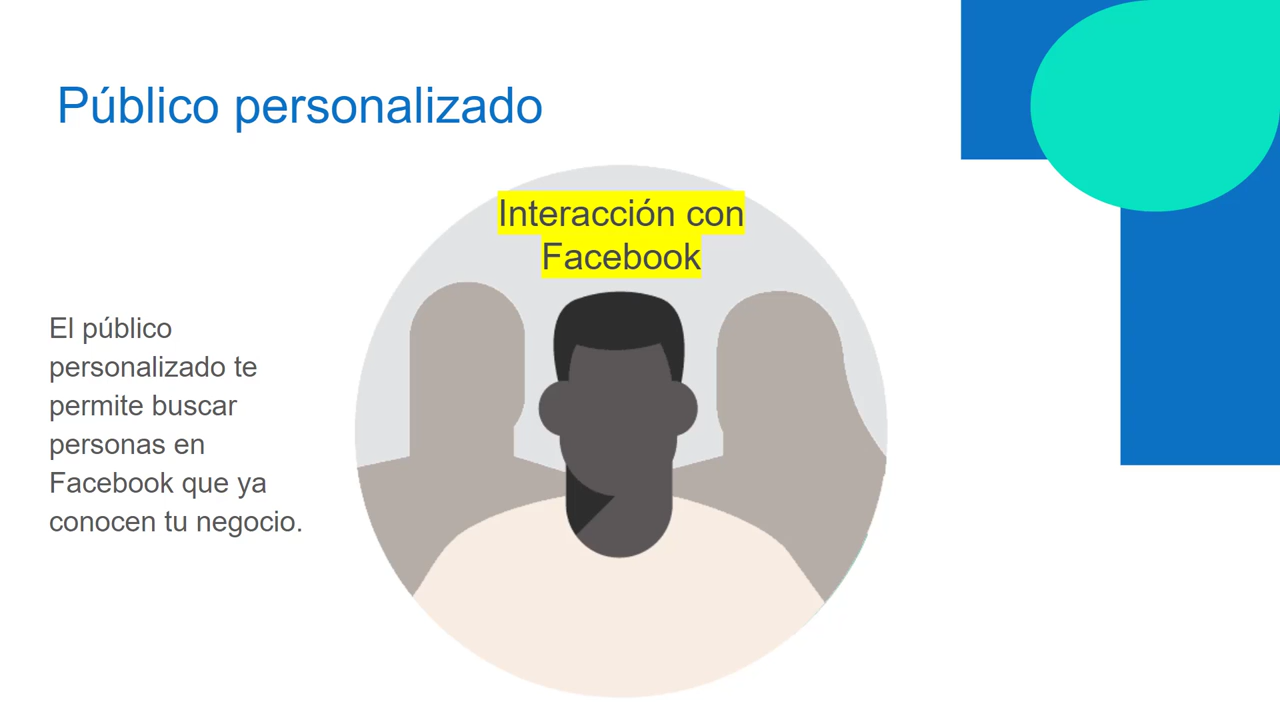 Público personalizado
Interacción con
Facebook
El público
personalizado te
permite buscar
personas en
Facebook que ya
conocen tu negocio.